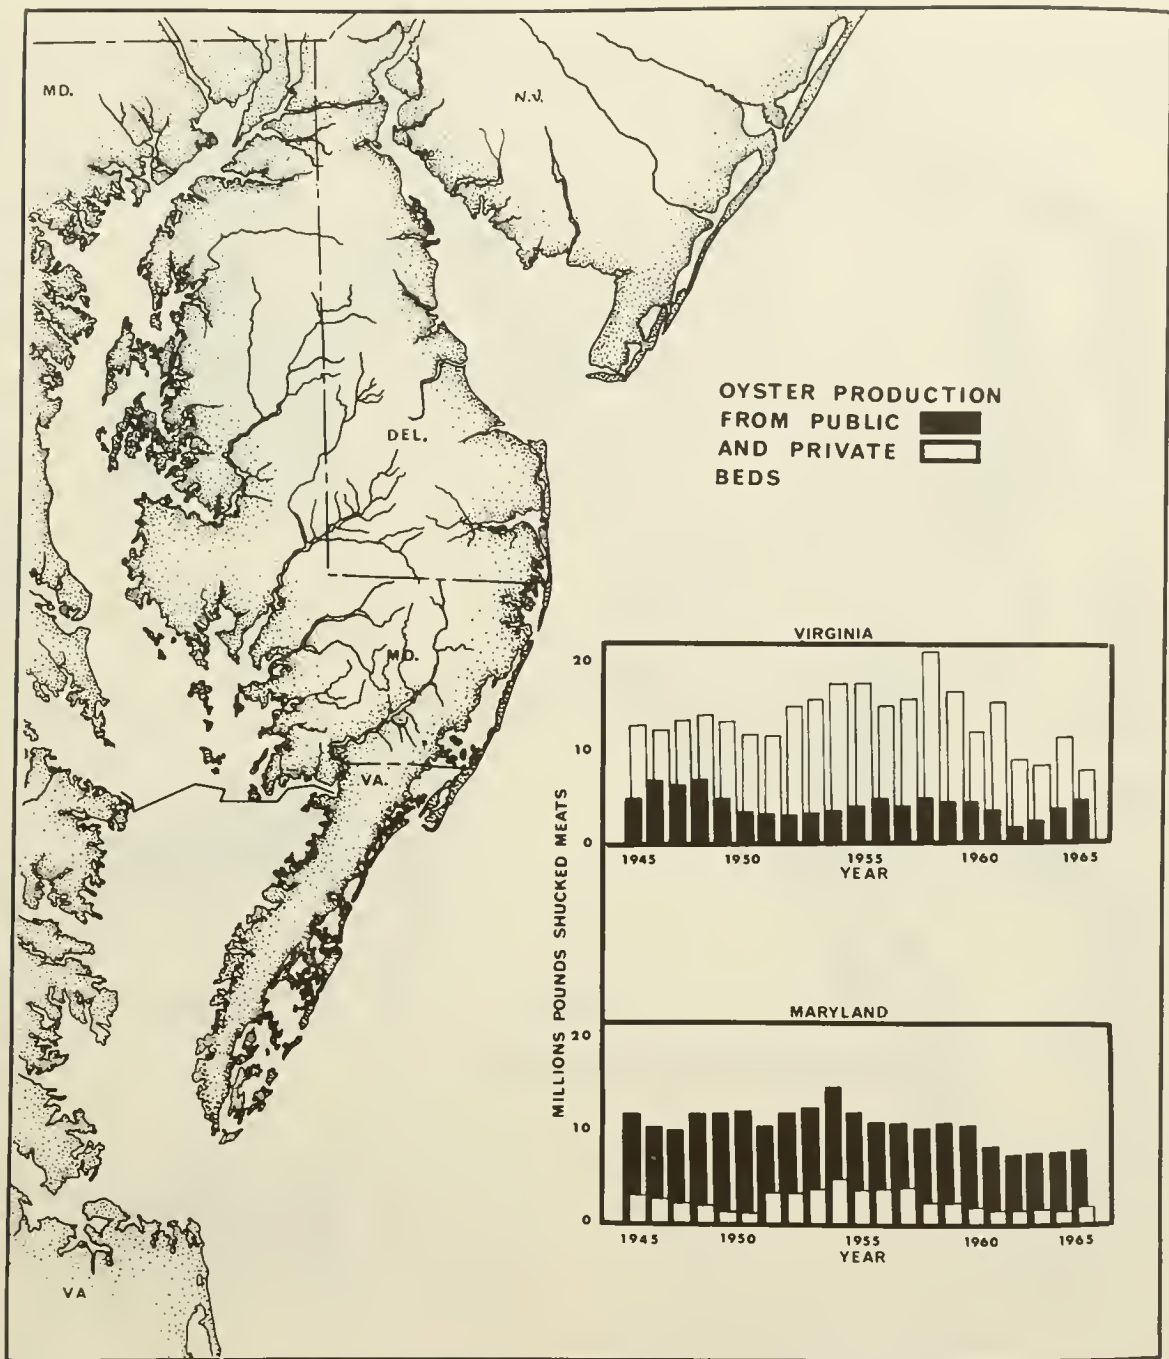 MD.
N.J.
OYSTER PRODUCTION
FROM PUBLIC
AND PRIVATE
BEDS
DEL.
MD.
VA.
VA
MILLIONS POUNDS SHUCKED MEATS
VIRGINIA
20
10
0
1945 1950 1955 1960 1965
YEAR
MARYLAND
20
10
0
1945 1950 1955 1960 1965
YEAR